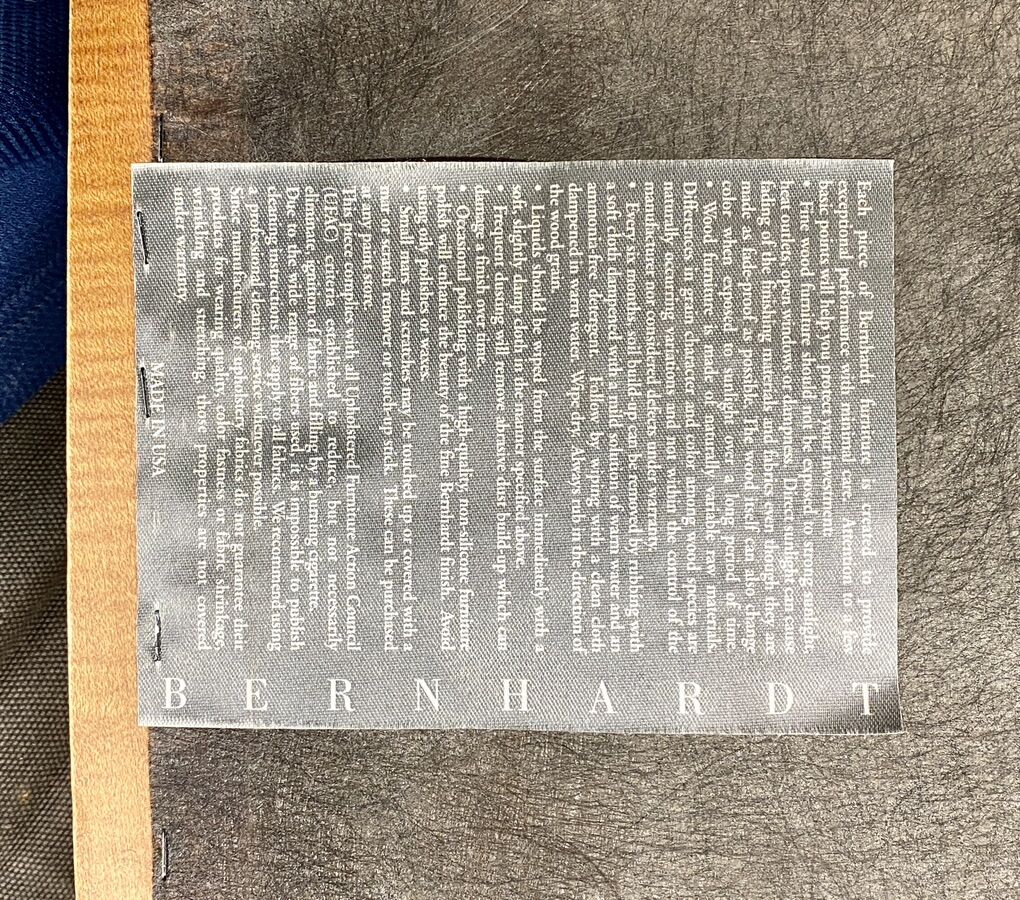 Each piece of Bernhardt furniture is created to provide
exceptional performance with minimal care. Attention to a few
basic points will help you protect your investment:
• Fine wood furniture should not be exposed to strong sunlight,
heat outlets, open windows or dampness. Direct sunlight can cause
fading of the finishing materials and fabrics even though they are
made as fade-proof as possible. The wood itself can also change
color when exposed to sunlight over a long period of time.
• Wood furniture is made of naturally variable raw materials.
Differences in grain character and color among wood species are
naturally occurring variations and not within the control of the
manufacturer nor considered defects under warranty.
• Every six months, soil build-up can be removed by rubbing with
a soft cloth dampened with a mild solution of warm water and an
ammonia-free detergent. Follow by wiping with a clean cloth
dampened in warm water. Wipe dry. Always rub in the direction of
the wood grain.
• Liquids should be wiped from the surface immediately with a
soft, slightly damp cloth in the manner specified above.
• Frequent dusting will remove abrasive dust build-up which can
damage a finish over time.
• Occasional polishing with a high-quality, non-silicone furniture
polish will enhance the beauty of the fine Bernhardt finish. Avoid
using oily polishes or waxes.
• Small nicks and scratches may be touched up or covered with a
wax or scratch remover or touch-up stick. These can be purchased
at any paint store.
This piece complies with all Upholstered Furniture Action Council
(UFAC) criteria established to reduce, but not necessarily
eliminate, ignition of fabric and filling by a burning cigarette.
Due to the wide range of fibers used, it is impossible to publish
cleaning instructions that apply to all fabrics. We recommend using
a professional cleaning service whenever possible.
Since manufacturers of upholstery fabrics do not guarantee their
products for wearing quality, color fastness or fabric shrinkage,
wrinkling and stretching, these properties are not covered
under warranty.
MADE IN USA
BERNHARDT